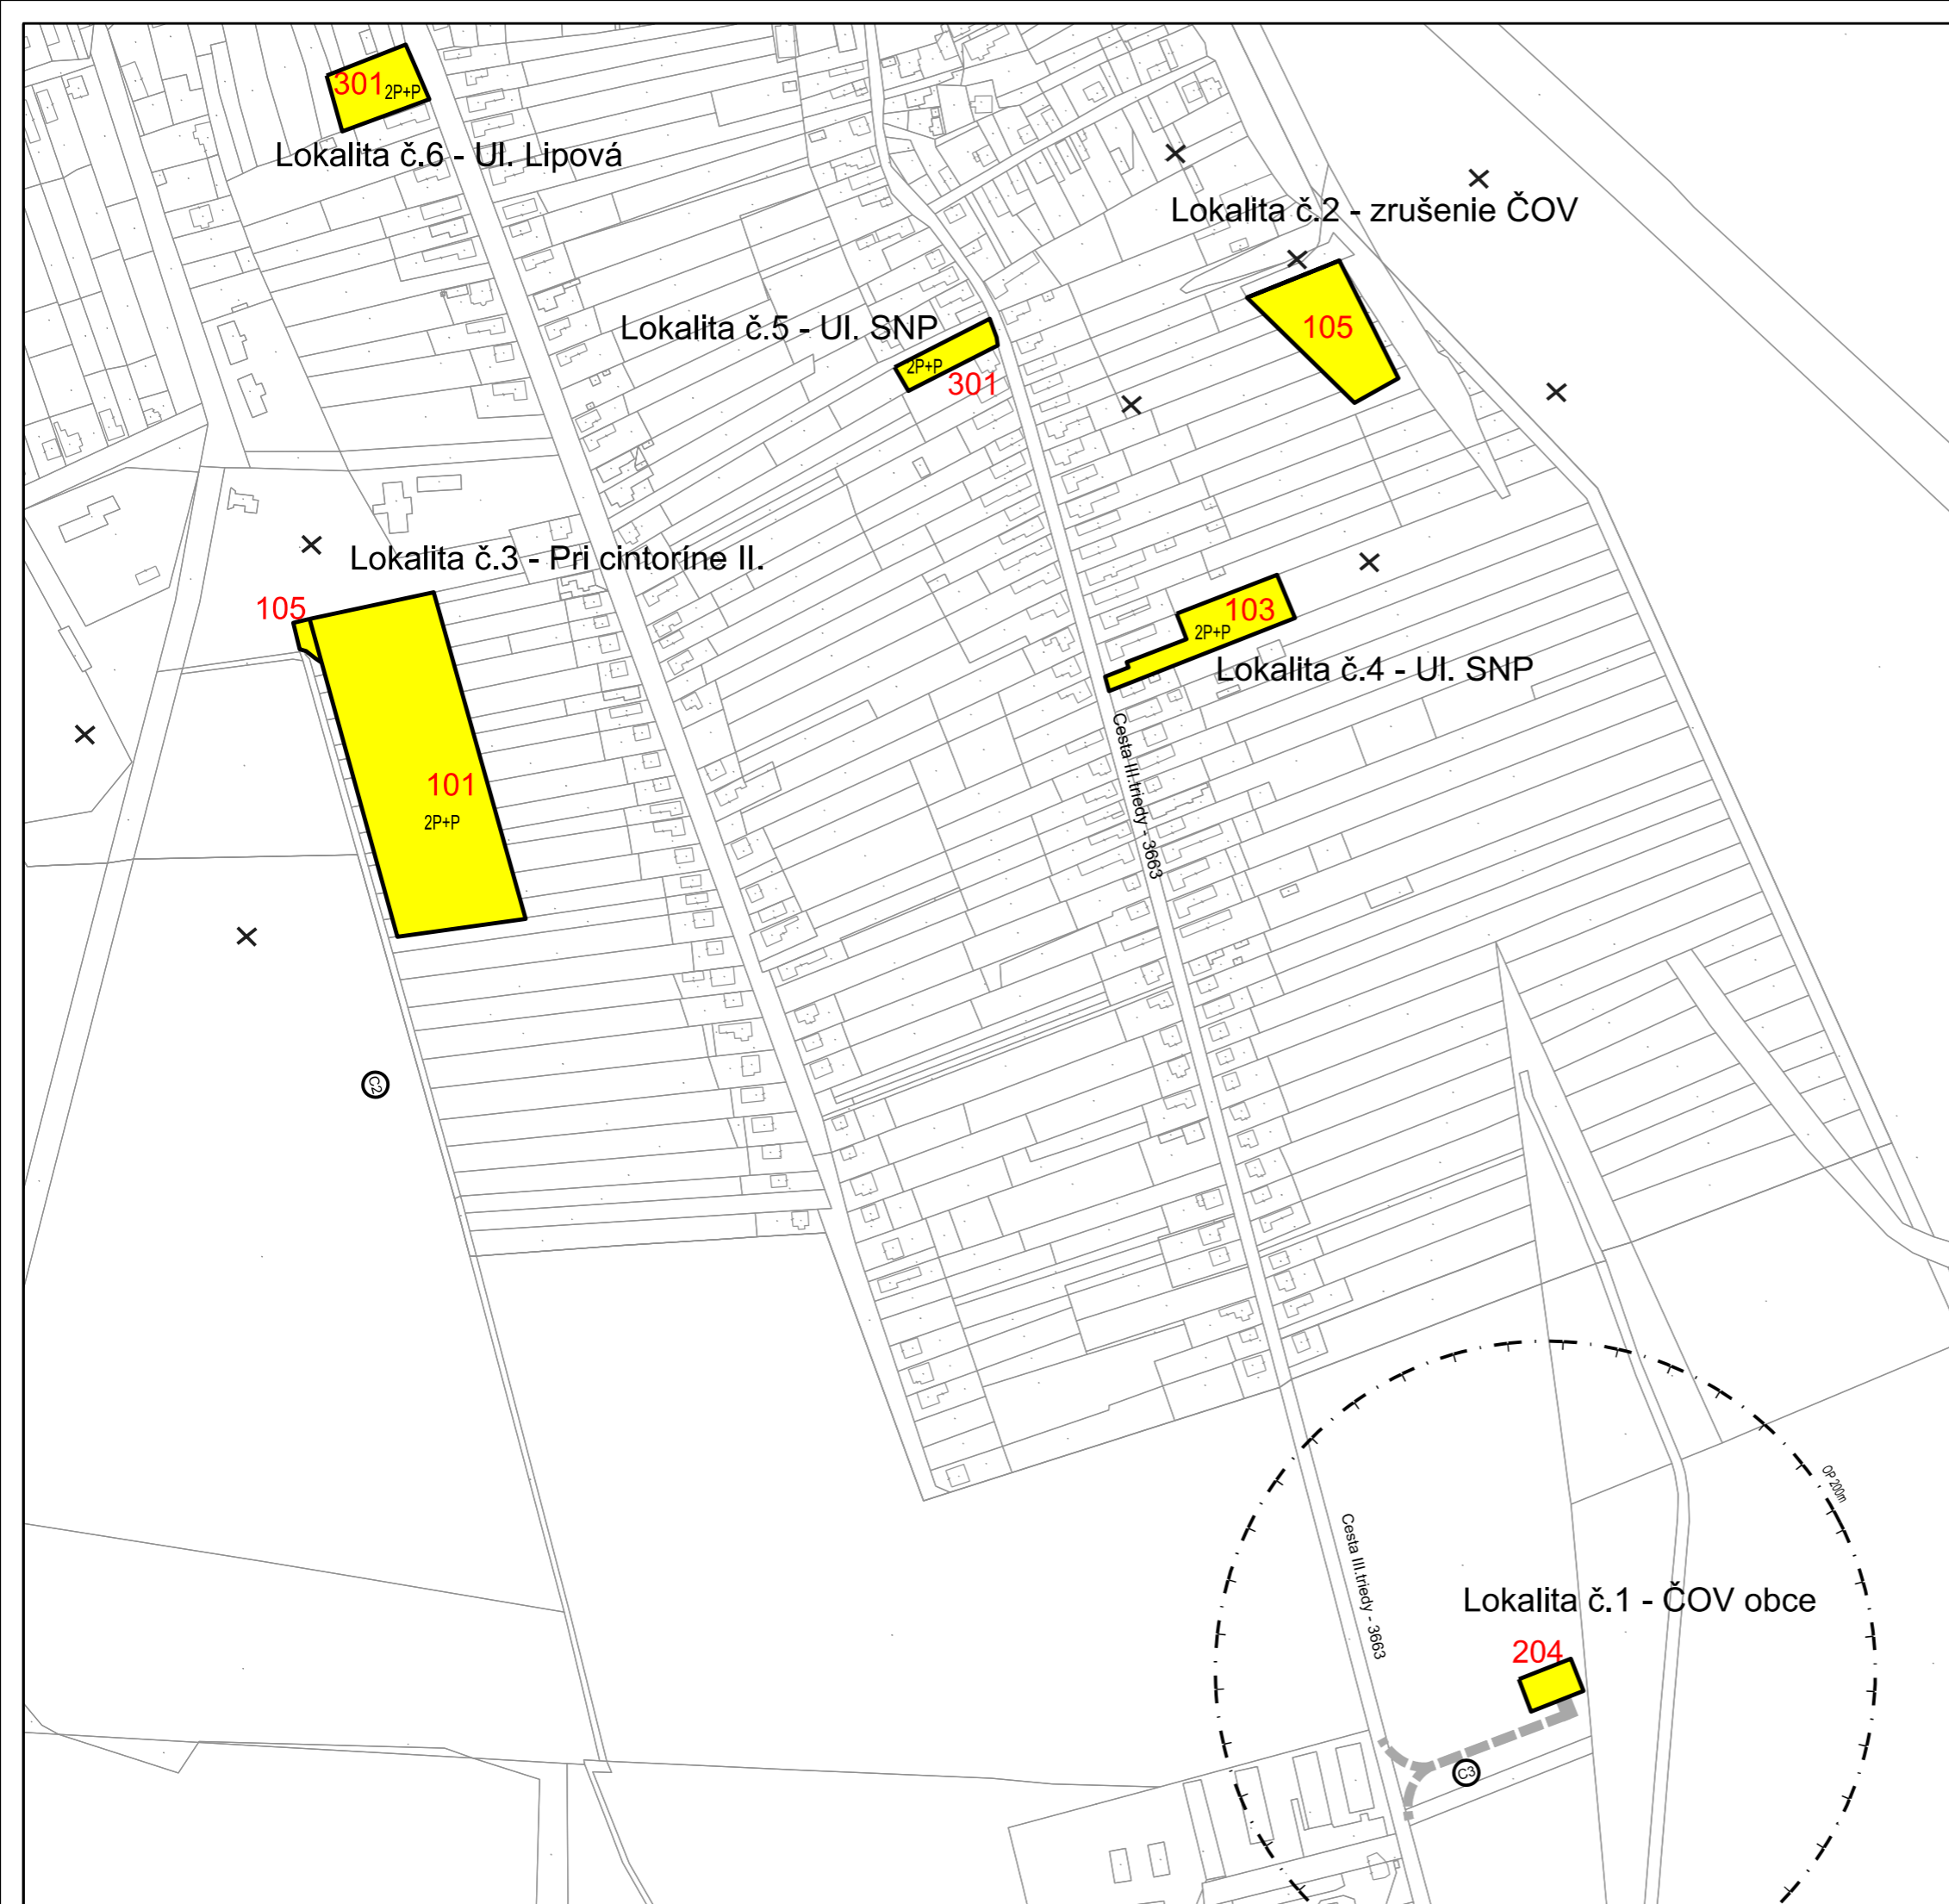 301 2P+P
Lokalita č.6 - Ul. Lipová
Lokalita č.2 - zrušenie ČOV
105
Lokalita č.5 - Ul. SNP
2P+P
301
Lokalita č.3 - Pri cintoríne II.
105
103
2P+P
Lokalita č.4 - Ul. SNP
Cesta III.triedy - 3663
101
2P+P
C2
OP 200m
Cesta III.triedy - 3663
Lokalita č.1 - ČOV obce
204
C3